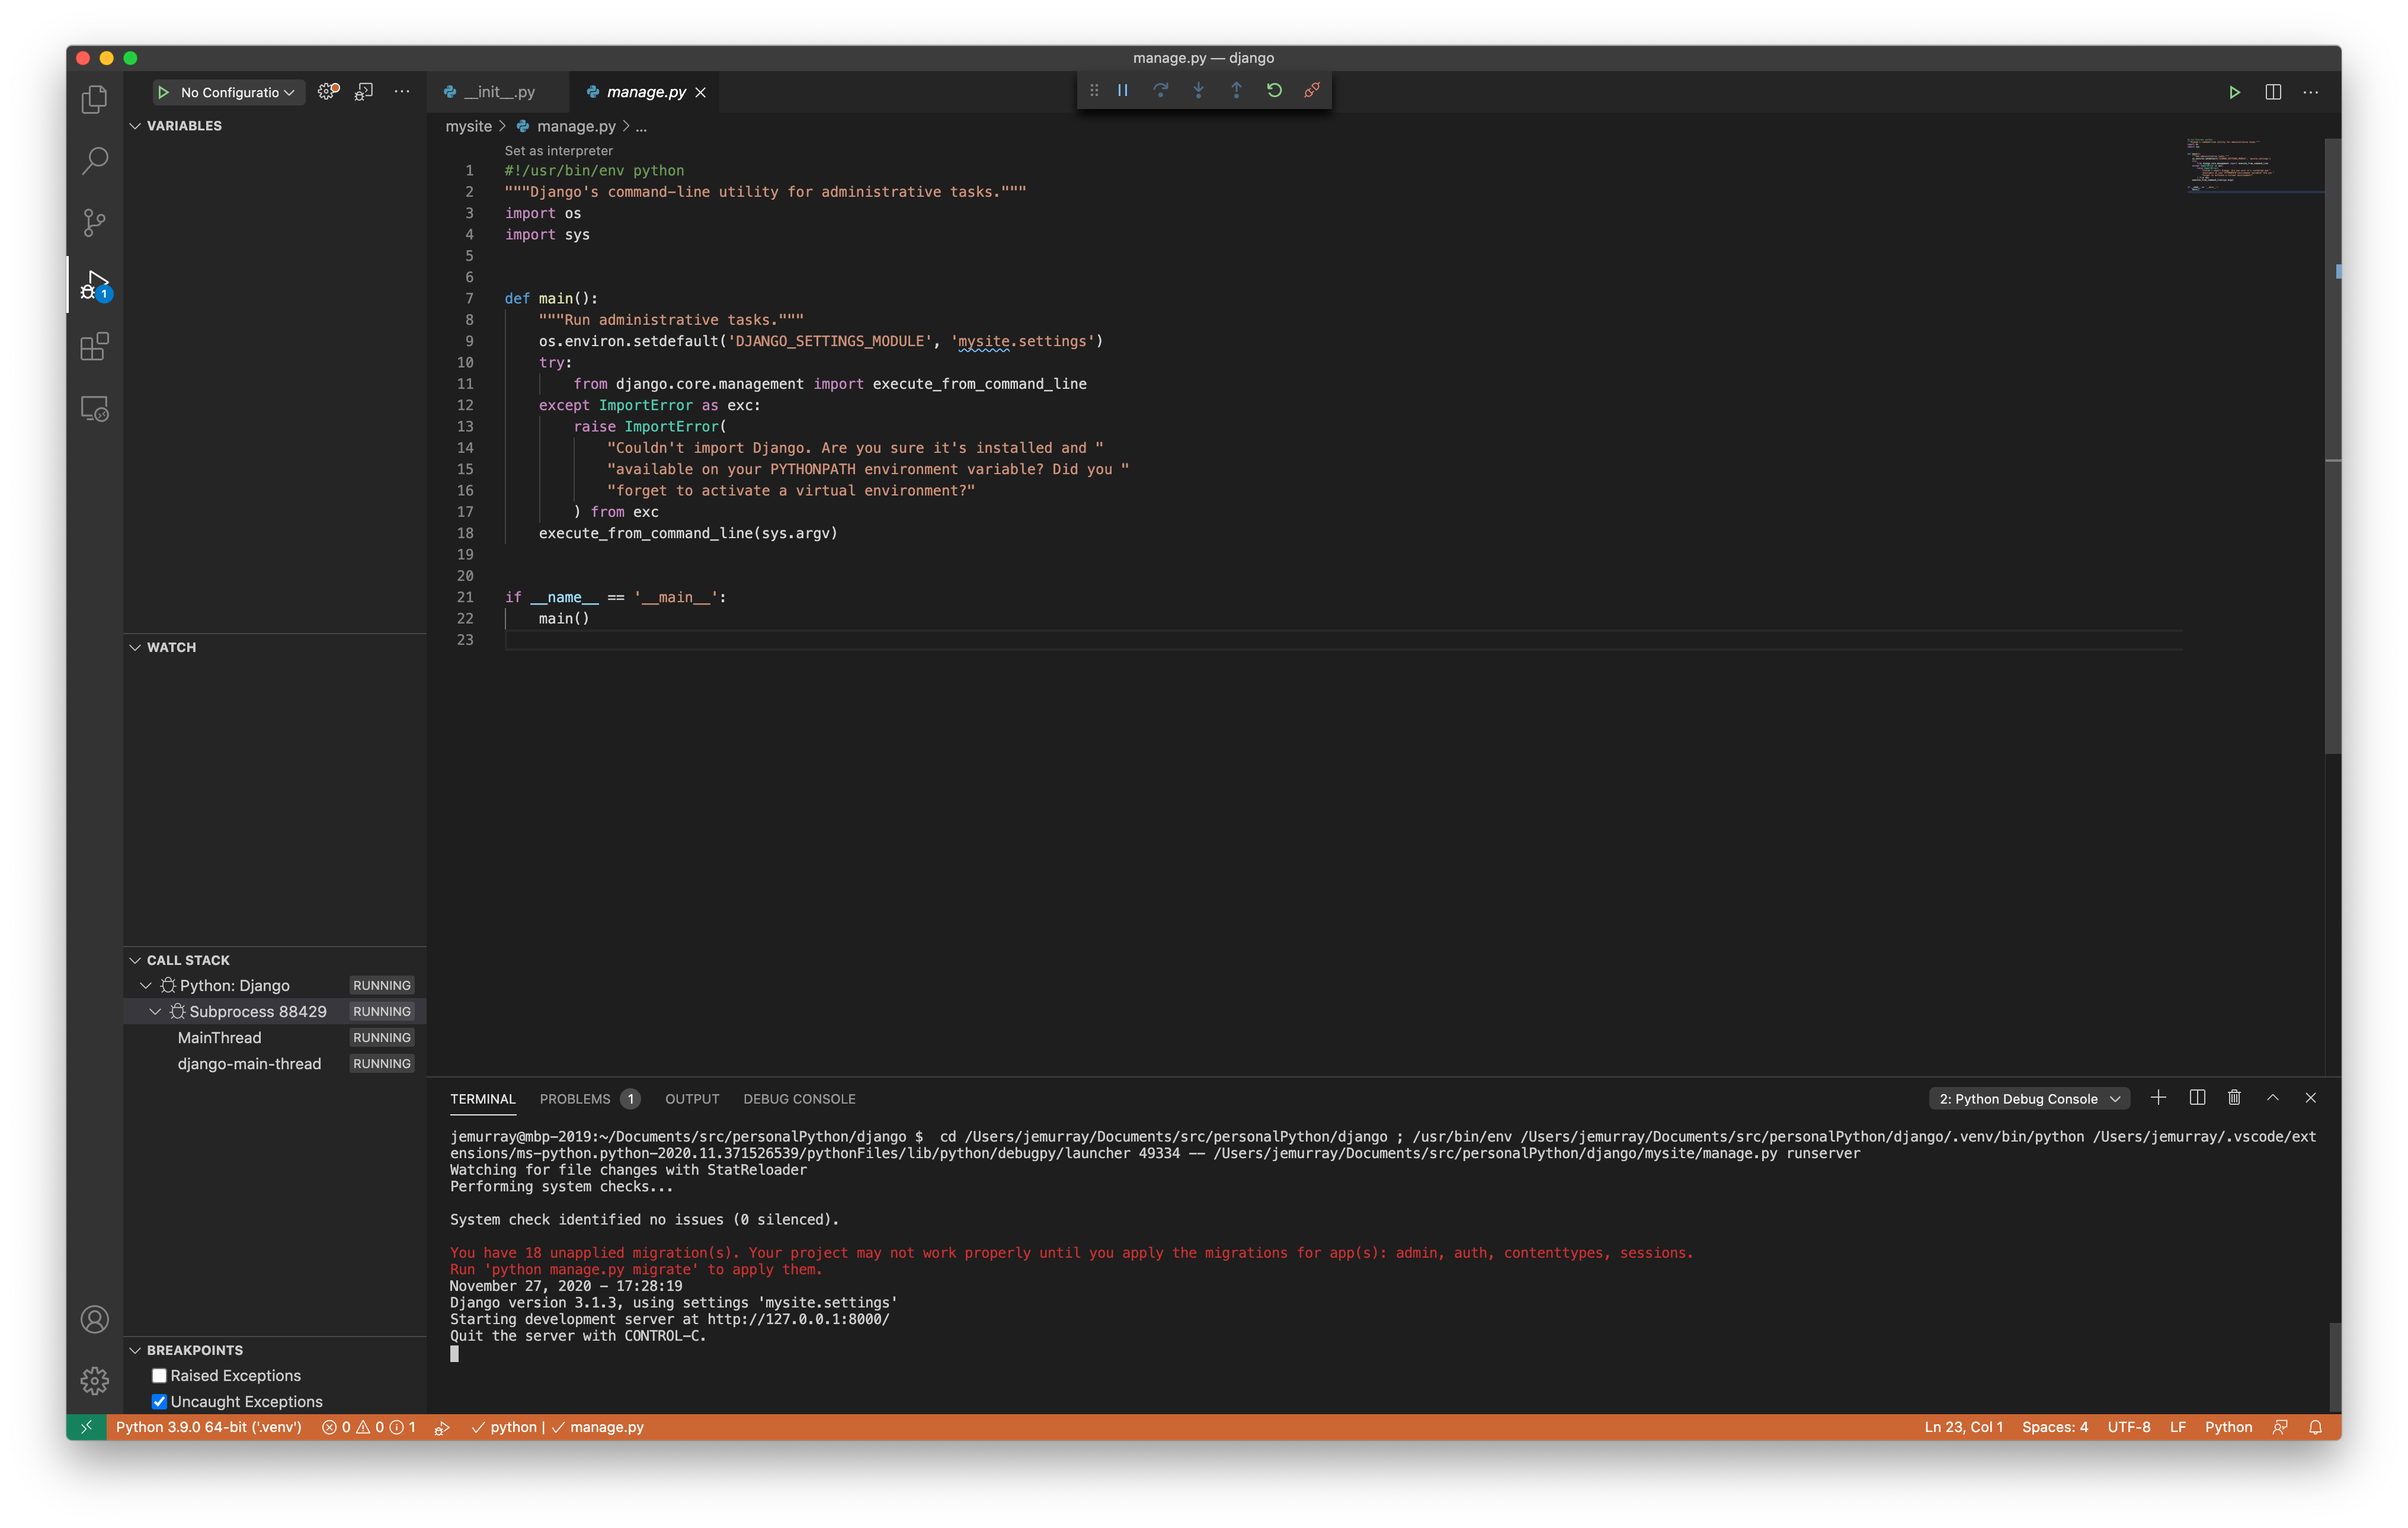 manage.py — django
No Configuratio
__init__.py
manage.py
mysite > manage.py > ...
VARIABLES
WATCH
CALL STACK
Python: Django RUNNING
Subprocess 88429 RUNNING
MainThread RUNNING
django-main-thread RUNNING
BREAKPOINTS
Raised Exceptions
Uncaught Exceptions
1
Set as interpreter
1 #!/usr/bin/env python
2 """Django's command-line utility for administrative tasks."""
3 import os
4 import sys
5
6
7 def main():
8 """Run administrative tasks."""
9 os.environ.setdefault('DJANGO_SETTINGS_MODULE', 'mysite.settings')
10 try:
11 from django.core.management import execute_from_command_line
12 except ImportError as exc:
13 raise ImportError(
14 "Couldn't import Django. Are you sure it's installed and "
15 "available on your PYTHONPATH environment variable? Did you "
16 "forget to activate a virtual environment?"
17 ) from exc
18 execute_from_command_line(sys.argv)
19
20
21 if __name__ == '__main__':
22 main()
23
TERMINAL PROBLEMS 1 OUTPUT DEBUG CONSOLE 2: Python Debug Console
jemurray@mbp-2019:~/Documents/src/personalPython/django $  cd /Users/jemurray/Documents/src/personalPython/django ; /usr/bin/env /Users/jemurray/Documents/src/personalPython/django/.venv/bin/python /Users/jemurray/.vscode/ext
ensions/ms-python.python-2020.11.371526539/pythonFiles/lib/python/debugpy/launcher 49334 -- /Users/jemurray/Documents/src/personalPython/django/mysite/manage.py runserver
Watching for file changes with StatReloader
Performing system checks...
System check identified no issues (0 silenced).
You have 18 unapplied migration(s). Your project may not work properly until you apply the migrations for app(s): admin, auth, contenttypes, sessions.
Run 'python manage.py migrate' to apply them.
November 27, 2020 - 17:28:19
Django version 3.1.3, using settings 'mysite.settings'
Starting development server at http://127.0.0.1:8000/
Quit the server with CONTROL-C.
Python 3.9.0 64-bit ('.venv') 0 0 1 python | manage.py Ln 23, Col 1 Spaces: 4 UTF-8 LF Python